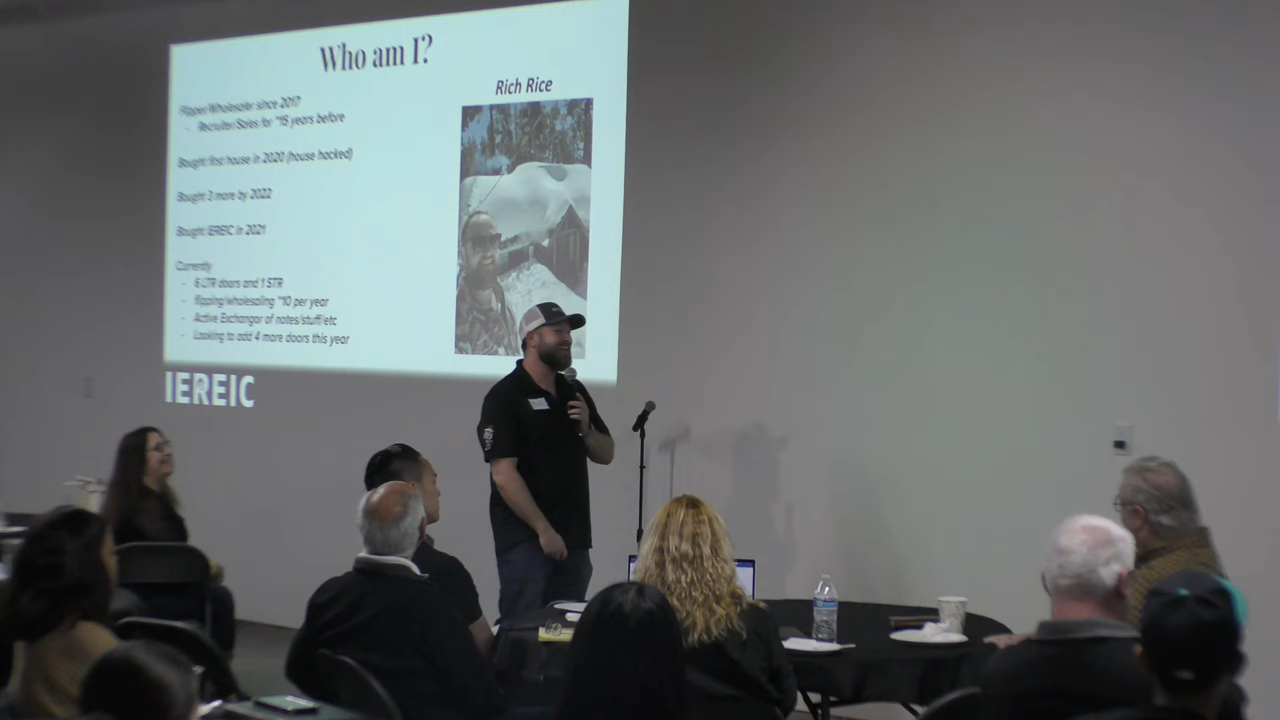 Who am I?
Rich Rice
Flipper/Wholesaler since 2017
- Recruiter/Sales for ~15 years before
Bought first house in 2020 (house hacked)
Bought 3 more by 2022
Bought IEREIC in 2021
Currently
- 6 LTR doors and 1 STR
- flipping/wholesaling ~10 per year
- Active Exchangor of notes/stuff/etc
- Looking to add 4 more doors this year
IEREIC